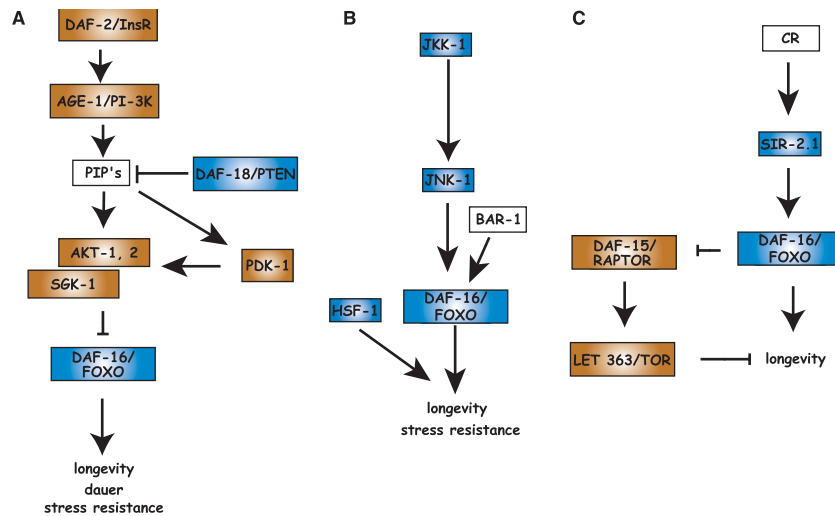 A
DAF-2/InsR
AGE-1/PI-3K
PIP's
DAF-18/PTEN
AKT-1, 2
SGK-1
PDK-1
DAF-16/
FOXO
longevity
dauer
stress resistance
B
JKK-1
JNK-1
BAR-1
HSF-1
DAF-16/
FOXO
longevity
stress resistance
C
CR
SIR-2.1
DAF-15/
RAPTOR
DAF-16/
FOXO
LET 363/TOR
longevity